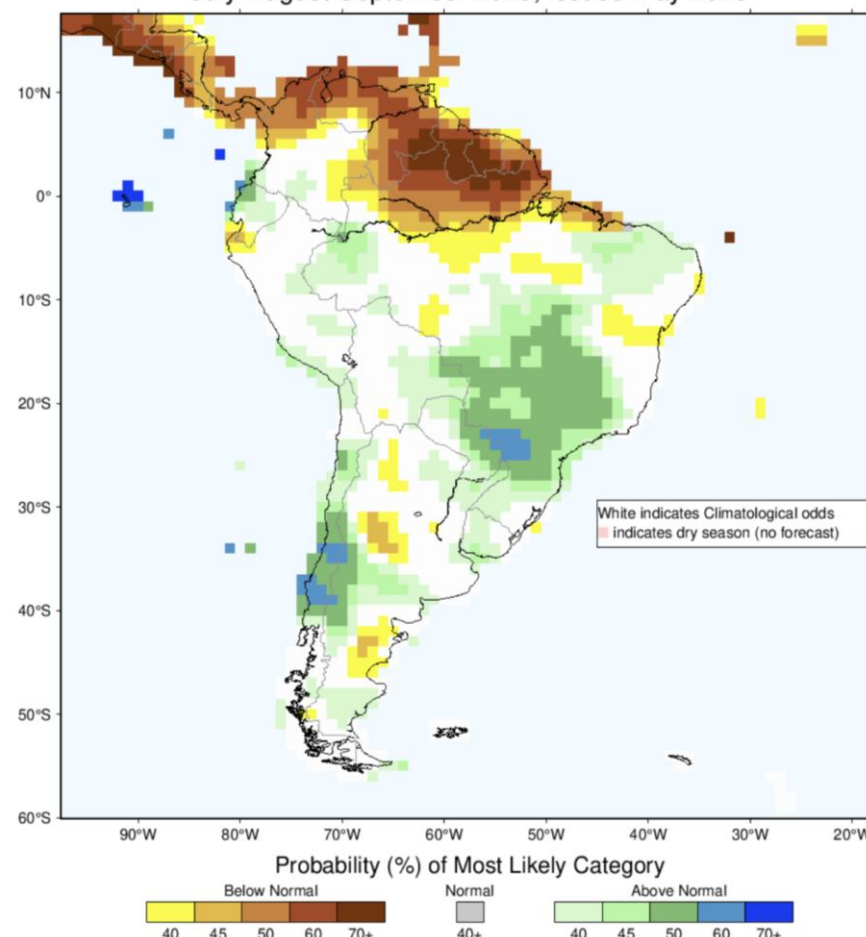 10°N
0°
10°S
20°S
30°S
White indicates Climatological odds
indicates dry season (no forecast)
40°S
50°S
60°S
90°W 80°W 70°W 60°W 50°W 40°W 30°W 20°W
Probability (%) of Most Likely Category
Below Normal Normal Above Normal
40 45 50 60 70+ 40+ 40 45 50 60 70+